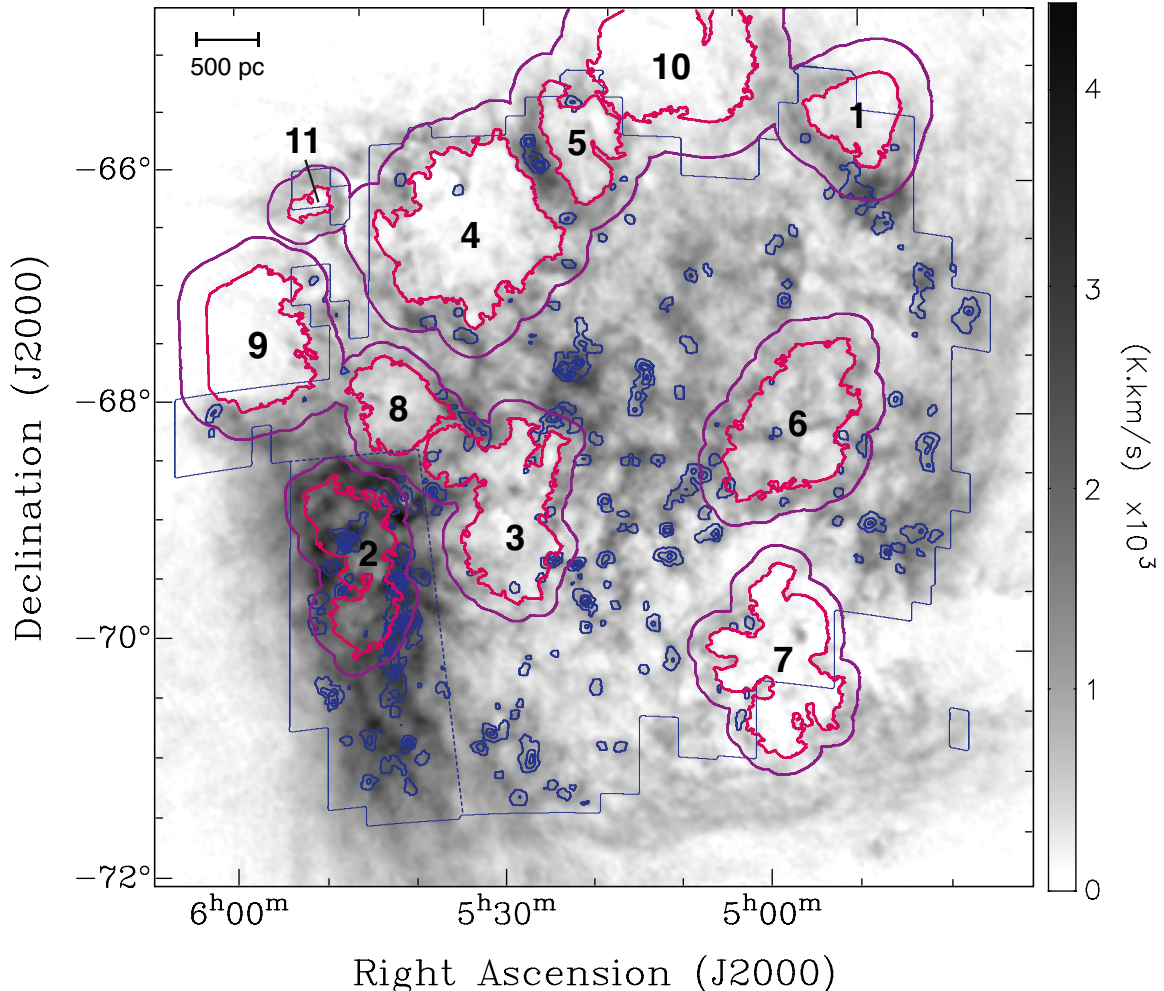 500 pc
10
1
11
5
4
9
8
6
3
2
7
−66°
−68°
−70°
−72°
6ʰ00ᵐ
5ʰ30ᵐ
5ʰ00ᵐ
Right Ascension (J2000)
Declination (J2000)
4
3
2
1
0
(K.km/s) x10³